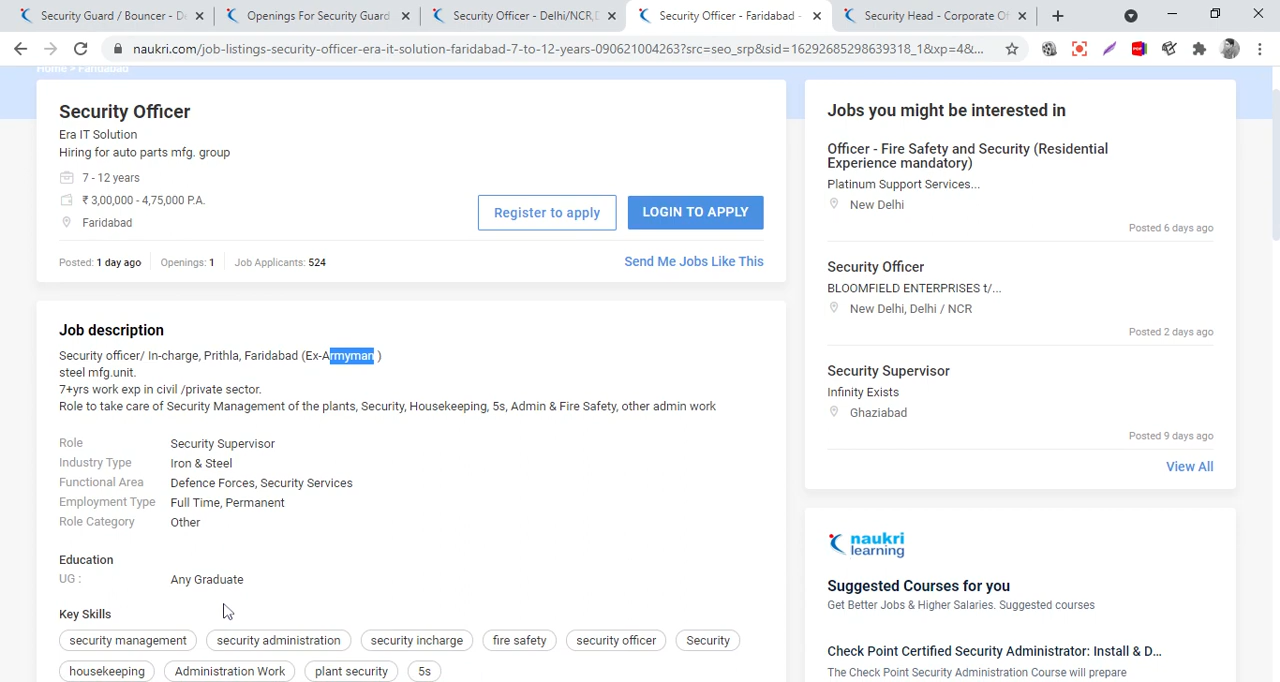 Security Guard / Bouncer - De
Openings For Security Guard
Security Officer - Delhi/NCR,D
Security Officer - Faridabad -
Security Head - Corporate Of
naukri.com/job-listings-security-officer-era-it-solution-faridabad-7-to-12-years-090621004263?src=seo_srp&sid=16292685298639318_1&xp=4&...
Home > Faridabad
Security Officer
Era IT Solution
Hiring for auto parts mfg. group
7 - 12 years
₹ 3,00,000 - 4,75,000 P.A.
Faridabad
Register to apply
LOGIN TO APPLY
Posted: 1 day ago
Openings: 1
Job Applicants: 524
Send Me Jobs Like This
Job description
Security officer/ In-charge, Prithla, Faridabad (Ex-Armyman )
steel mfg.unit.
7+yrs work exp in civil /private sector.
Role to take care of Security Management of the plants, Security, Housekeeping, 5s, Admin & Fire Safety, other admin work
Role Security Supervisor
Industry Type Iron & Steel
Functional Area Defence Forces, Security Services
Employment Type Full Time, Permanent
Role Category Other
Education
UG : Any Graduate
Key Skills
security management
security administration
security incharge
fire safety
security officer
Security
housekeeping
Administration Work
plant security
5s
Jobs you might be interested in
Officer - Fire Safety and Security (Residential
Experience mandatory)
Platinum Support Services...
New Delhi
Posted 6 days ago
Security Officer
BLOOMFIELD ENTERPRISES t/...
New Delhi, Delhi / NCR
Posted 2 days ago
Security Supervisor
Infinity Exists
Ghaziabad
Posted 9 days ago
View All
naukri
learning
Suggested Courses for you
Get Better Jobs & Higher Salaries. Suggested courses
Check Point Certified Security Administrator: Install & D...
The Check Point Security Administration Course will prepare